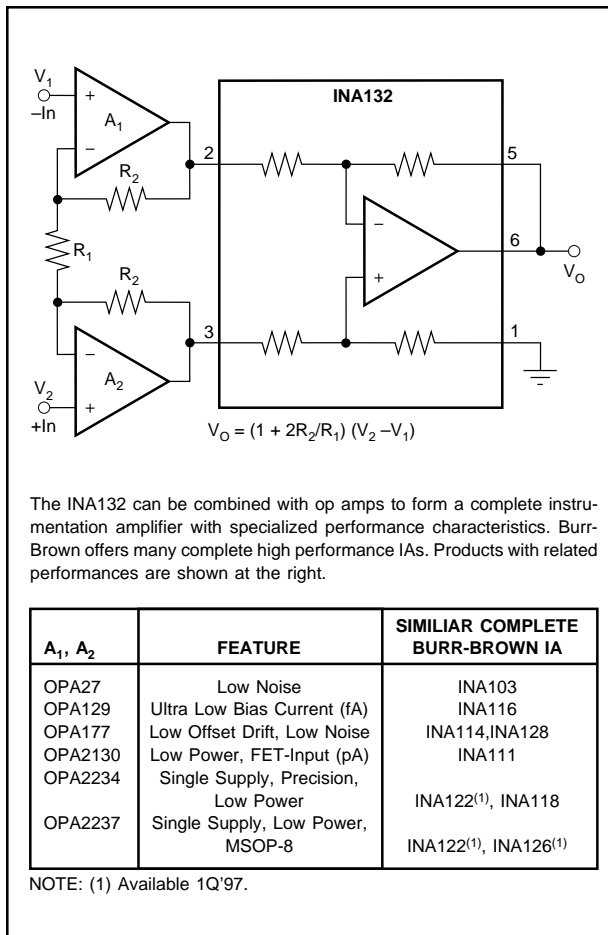 INA132
V1
–In
A1
2
5
R2
R1
6
VO
R2
3
1
A2
V2
+In
VO = (1 + 2R2/R1) (V2 –V1)
The INA132 can be combined with op amps to form a complete instru-
mentation amplifier with specialized performance characteristics. Burr-
Brown offers many complete high performance IAs. Products with related
performances are shown at the right.
A1, A2 FEATURE SIMILIAR COMPLETE
BURR-BROWN IA
OPA27 Low Noise INA103
OPA129 Ultra Low Bias Current (fA) INA116
OPA177 Low Offset Drift, Low Noise INA114,INA128
OPA2130 Low Power, FET-Input (pA) INA111
OPA2234 Single Supply, Precision,
Low Power INA122(1), INA118
OPA2237 Single Supply, Low Power,
MSOP-8 INA122(1), INA126(1)
NOTE: (1) Available 1Q'97.